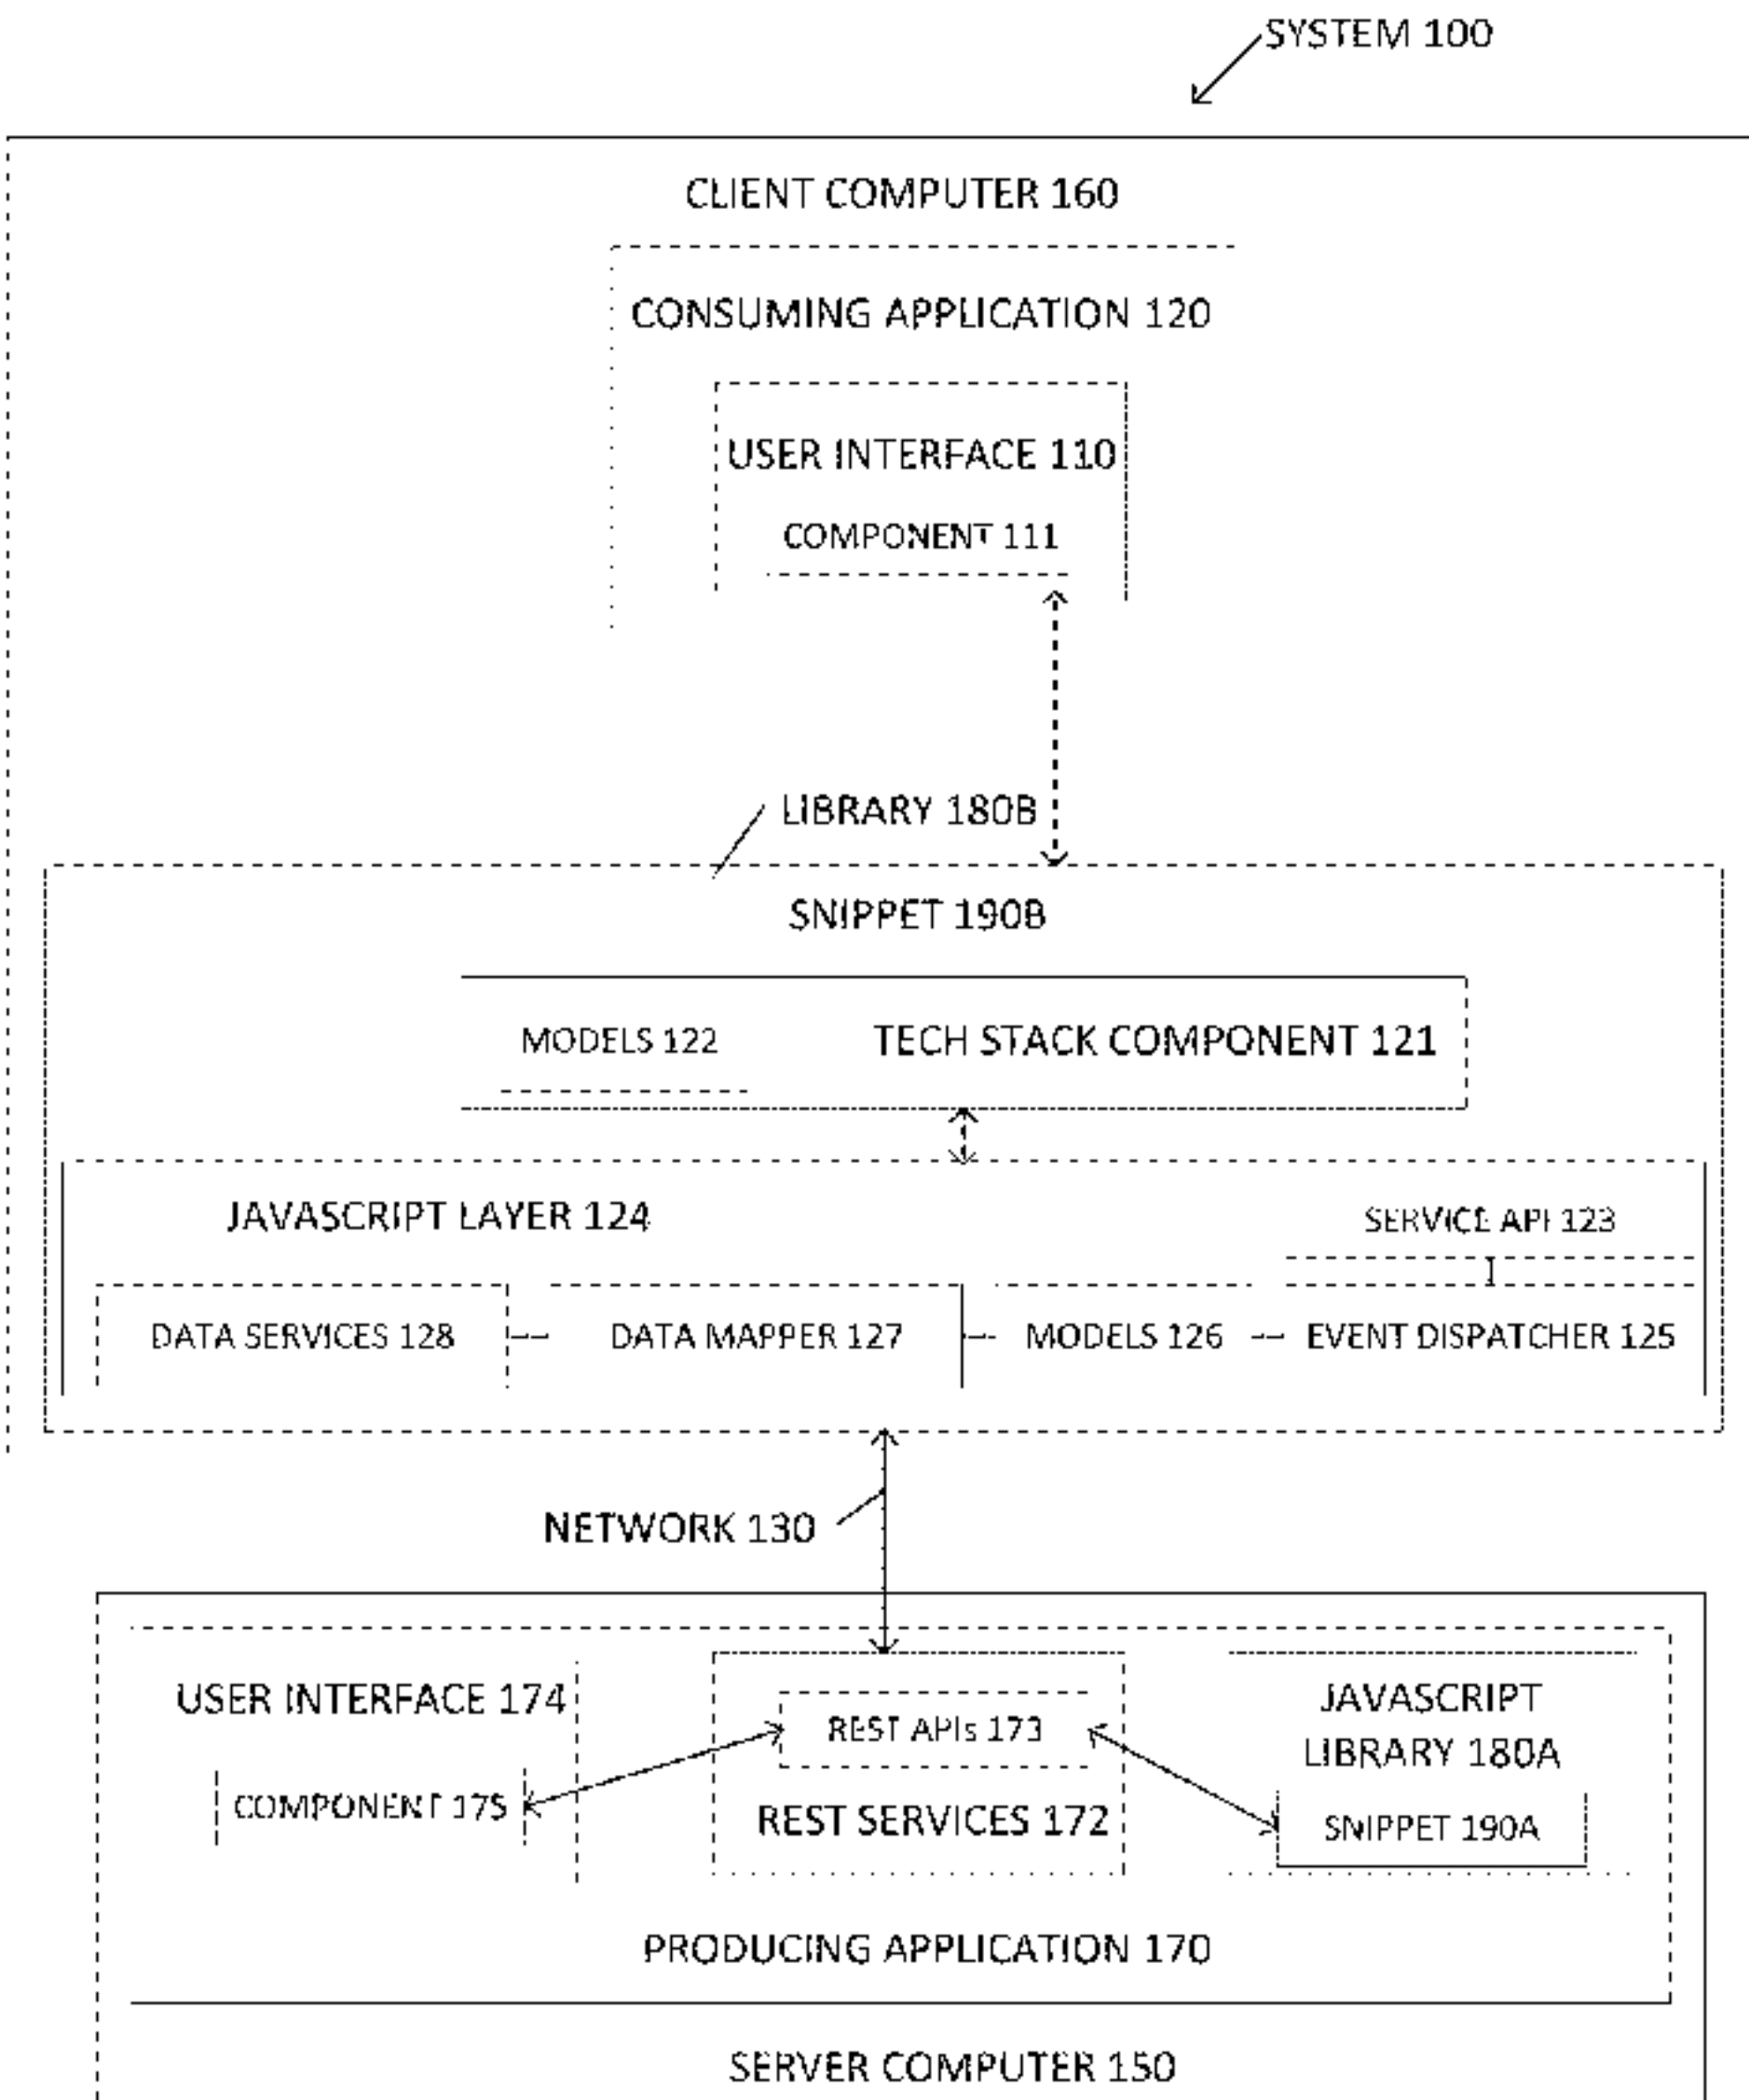 SYSTEM 100
CLIENT COMPUTER 160
CONSUMING APPLICATION 120
USER INTERFACE 110
COMPONENT 111
LIBRARY 180B
SNIPPET 190B
MODELS 122
TECH STACK COMPONENT 121
JAVASCRIPT LAYER 124
SERVICE API 123
DATA SERVICES 128
DATA MAPPER 127
MODELS 126
EVENT DISPATCHER 125
NETWORK 130
USER INTERFACE 174
COMPONENT 175
REST APIs 173
REST SERVICES 172
JAVASCRIPT
LIBRARY 180A
SNIPPET 190A
PRODUCING APPLICATION 170
SERVER COMPUTER 150